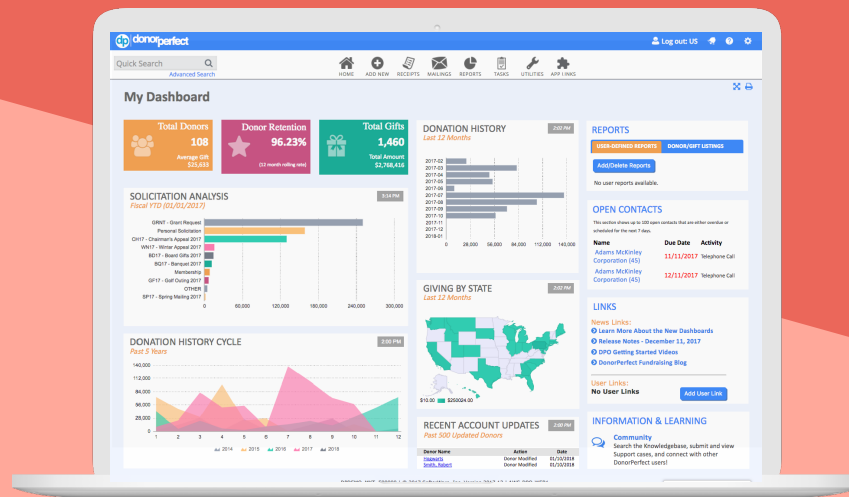 dp donorperfect
Log out: US
Quick Search
Advanced Search
HOME ADD NEW RECEIPTS MAILINGS REPORTS TASKS UTILITIES APP LINKS
My Dashboard
Total Donors
108
Average Gift
$25,633
Donor Retention
96.23%
(12 month rolling rate)
Total Gifts
1,460
Total Amount
$2,768,416
SOLICITATION ANALYSIS
3:14 PM
Fiscal YTD (01/01/2017)
GRNT - Grant Request
Personal Solicitation
CH17 - Chairman's Appeal 2017
WN17 - Winter Appeal 2017
BD17 - Board Gifts 2017
BQ17 - Banquet 2017
Membership
GF17 - Golf Outing 2017
OTHER
SP17 - Spring Mailing 2017
0 60,000 120,000 180,000 240,000 300,000
DONATION HISTORY CYCLE
2:00 PM
Past 5 Years
140,000
112,000
84,000
56,000
28,000
0
1 2 3 4 5 6 7 8 9 10 11 12
2014 2015 2016 2017 2018
DONATION HISTORY
2:02 PM
Last 12 Months
2017-02
2017-03
2017-04
2017-05
2017-06
2017-07
2017-08
2017-09
2017-10
2017-11
2017-12
2018-01
0 28,000 56,000 84,000 112,000 140,000
GIVING BY STATE
2:02 PM
Last 12 Months
$10.00 $250024.00
RECENT ACCOUNT UPDATES
2:00 PM
Past 500 Updated Donors
Donor Name Action Date
Hogwarts Donor Modified 01/10/2018
Smith, Robert Donor Modified 01/10/2018
REPORTS
USER-DEFINED REPORTS DONOR/GIFT LISTINGS
Add/Delete Reports
No user reports available.
OPEN CONTACTS
This section shows up to 100 open contacts that are either overdue or
scheduled for the next 7 days.
Name Due Date Activity
Adams McKinley
Corporation (45) 11/11/2017 Telephone Call
Adams McKinley
Corporation (45) 12/11/2017 Telephone Call
LINKS
News Links:
Learn More About the New Dashboards
Release Notes - December 11, 2017
DPO Getting Started Videos
DonorPerfect Fundraising Blog
User Links:
No User Links
Add User Link
INFORMATION & LEARNING
Community
Search the Knowledgebase, submit and view
Support cases, and connect with other
DonorPerfect users!